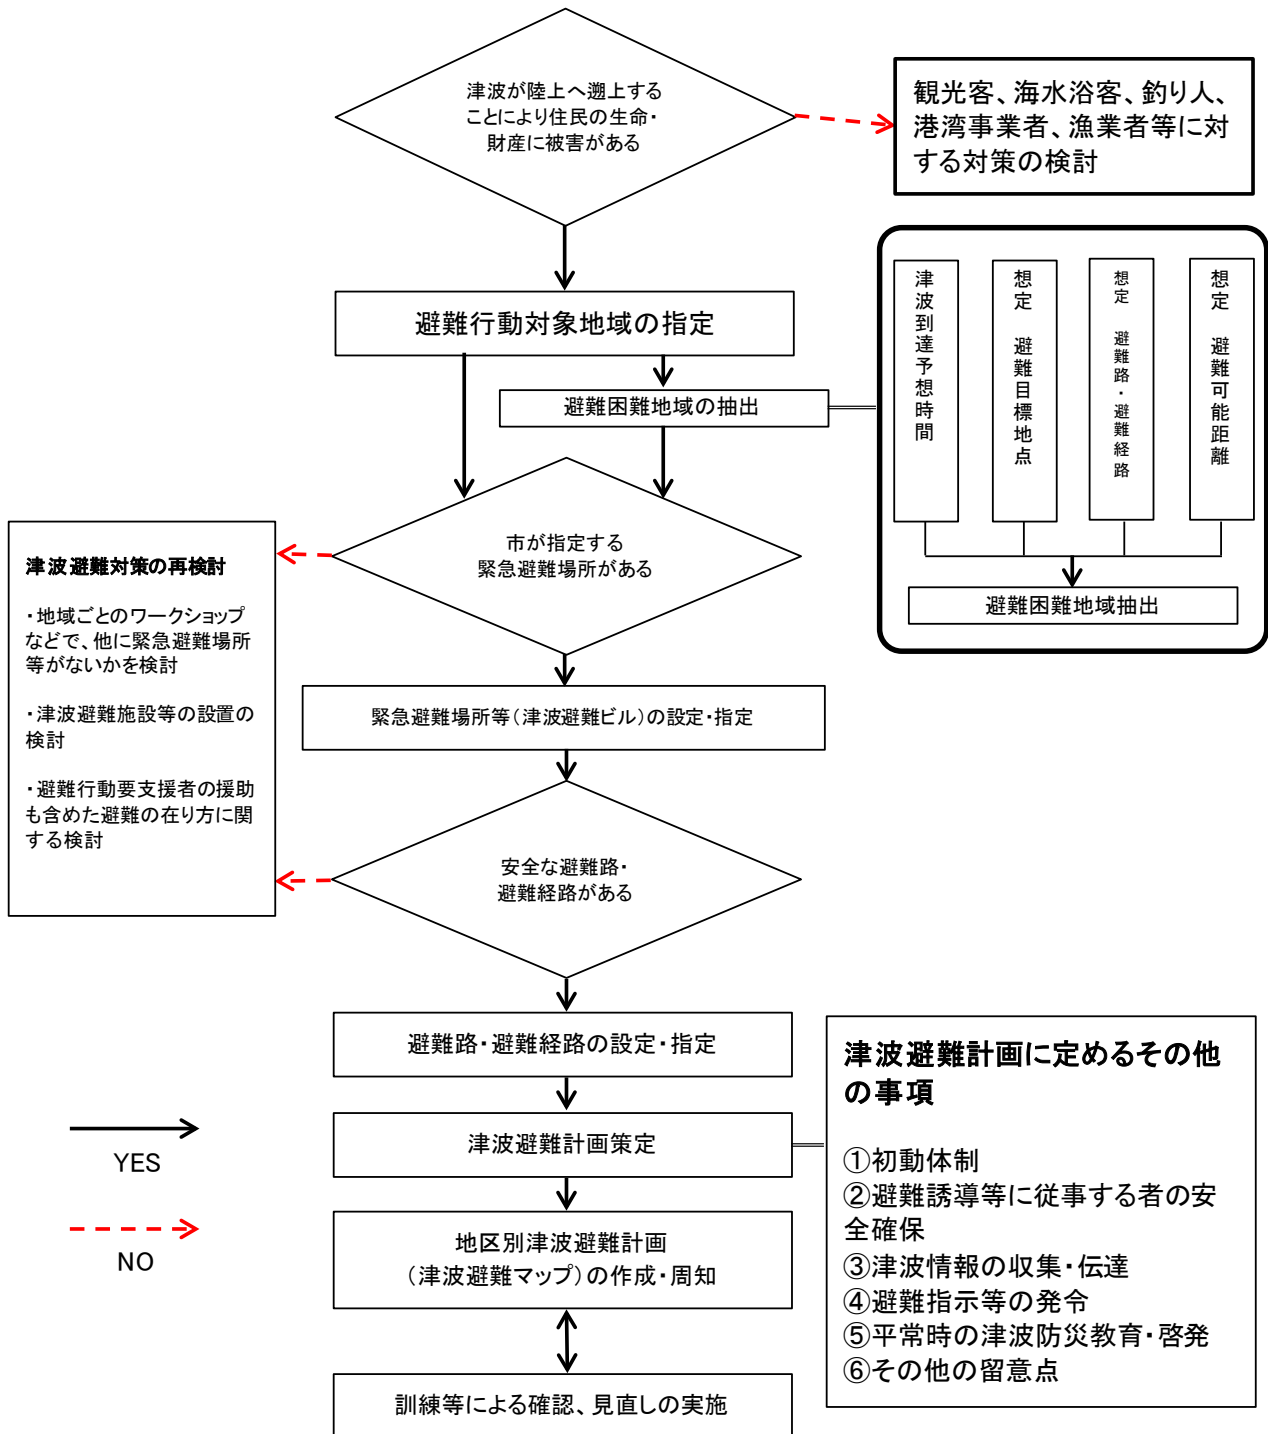 津波が陸上へ遡上する
ことにより住民の生命・
財産に被害がある
観光客、海水浴客、釣り人、
港湾事業者、漁業者等に対
する対策の検討
避難行動対象地域の指定
避難困難地域の抽出
津波到達予想時間
想定 避難目標地点
想定 避難路・避難経路
想定 避難可能距離
避難困難地域抽出
市が指定する
緊急避難場所がある
津波避難対策の再検討
・地域ごとのワークショップ
などで、他に緊急避難場所
等がないかを検討
・津波避難施設等の設置の
検討
・避難行動要支援者の援助
も含めた避難の在り方に関
する検討
緊急避難場所等(津波避難ビル)の設定・指定
安全な避難路・
避難経路がある
避難路・避難経路の設定・指定
津波避難計画策定
地区別津波避難計画
(津波避難マップ)の作成・周知
訓練等による確認、見直しの実施
津波避難計画に定めるその他
の事項
①初動体制
②避難誘導等に従事する者の安
全確保
③津波情報の収集・伝達
④避難指示等の発令
⑤平常時の津波防災教育・啓発
⑥その他の留意点
YES
NO